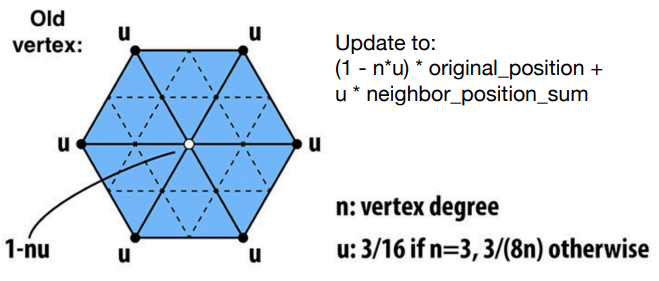 Old
vertex:
u
u
Update to:
(1 - n*u) * original_position +
u * neighbor_position_sum
u
u
n: vertex degree
1-nu
u
u
u: 3/16 if n=3, 3/(8n) otherwise